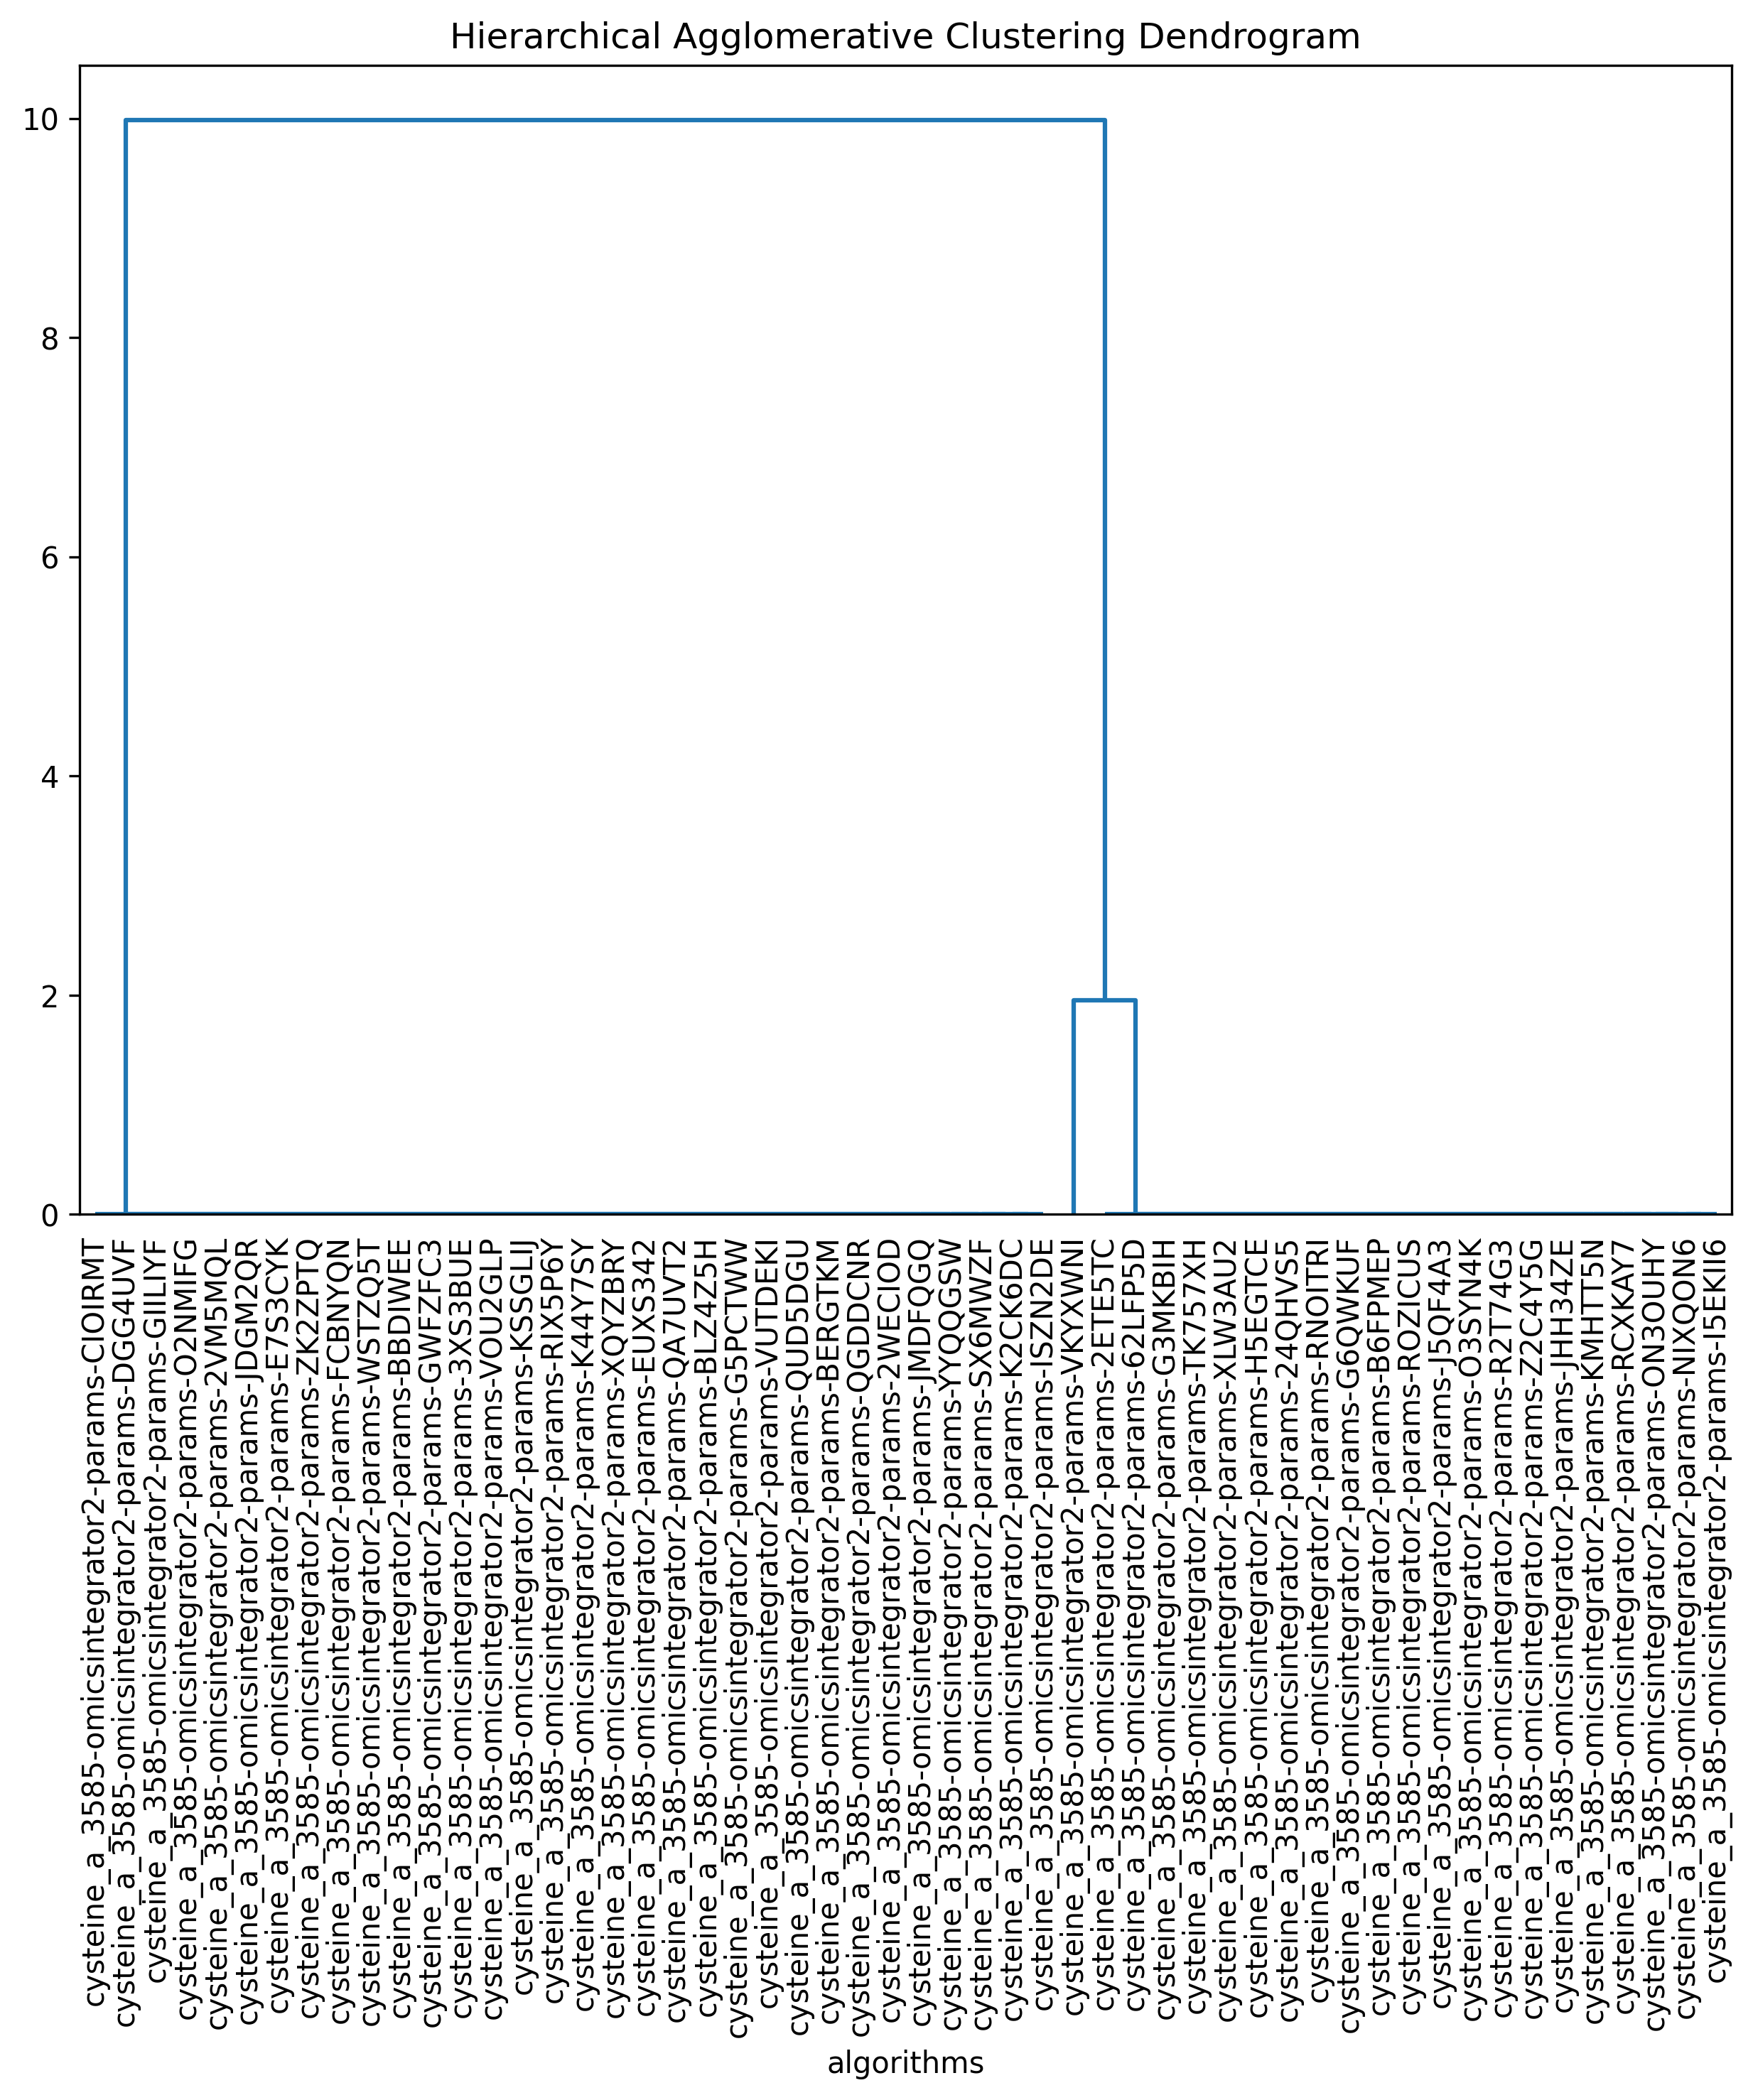 Hierarchical Agglomerative Clustering Dendrogram
10
8
6
4
2
0
cysteine_a_3585-omicsintegrator2-params-CIOIRMT
cysteine_a_3585-omicsintegrator2-params-DGG4UVF
cysteine_a_3585-omicsintegrator2-params-GIILIYF
cysteine_a_3585-omicsintegrator2-params-O2NMIFG
cysteine_a_3585-omicsintegrator2-params-2VM5MQL
cysteine_a_3585-omicsintegrator2-params-JDGM2QR
cysteine_a_3585-omicsintegrator2-params-E7S3CYK
cysteine_a_3585-omicsintegrator2-params-ZK2ZPTQ
cysteine_a_3585-omicsintegrator2-params-FCBNYQN
cysteine_a_3585-omicsintegrator2-params-WSTZQ5T
cysteine_a_3585-omicsintegrator2-params-BBDIWEE
cysteine_a_3585-omicsintegrator2-params-GWFZFC3
cysteine_a_3585-omicsintegrator2-params-3XS3BUE
cysteine_a_3585-omicsintegrator2-params-VOU2GLP
cysteine_a_3585-omicsintegrator2-params-KSSGLIJ
cysteine_a_3585-omicsintegrator2-params-RIX5P6Y
cysteine_a_3585-omicsintegrator2-params-K44Y7SY
cysteine_a_3585-omicsintegrator2-params-XQYZBRY
cysteine_a_3585-omicsintegrator2-params-EUXS342
cysteine_a_3585-omicsintegrator2-params-QA7UVT2
cysteine_a_3585-omicsintegrator2-params-BLZ4Z5H
cysteine_a_3585-omicsintegrator2-params-G5PCTWW
cysteine_a_3585-omicsintegrator2-params-VUTDEKI
cysteine_a_3585-omicsintegrator2-params-QUD5DGU
cysteine_a_3585-omicsintegrator2-params-BERGTKM
cysteine_a_3585-omicsintegrator2-params-QGDDCNR
cysteine_a_3585-omicsintegrator2-params-2WECIOD
cysteine_a_3585-omicsintegrator2-params-JMDFQGQ
cysteine_a_3585-omicsintegrator2-params-YYQQGSW
cysteine_a_3585-omicsintegrator2-params-SX6MWZF
cysteine_a_3585-omicsintegrator2-params-K2CK6DC
cysteine_a_3585-omicsintegrator2-params-ISZN2DE
cysteine_a_3585-omicsintegrator2-params-VKYXWNI
cysteine_a_3585-omicsintegrator2-params-2ETE5TC
cysteine_a_3585-omicsintegrator2-params-62LFP5D
cysteine_a_3585-omicsintegrator2-params-G3MKBIH
cysteine_a_3585-omicsintegrator2-params-TK757XH
cysteine_a_3585-omicsintegrator2-params-XLW3AU2
cysteine_a_3585-omicsintegrator2-params-H5EGTCE
cysteine_a_3585-omicsintegrator2-params-24QHVS5
cysteine_a_3585-omicsintegrator2-params-RNOITRI
cysteine_a_3585-omicsintegrator2-params-G6QWKUF
cysteine_a_3585-omicsintegrator2-params-B6FPMEP
cysteine_a_3585-omicsintegrator2-params-ROZICUS
cysteine_a_3585-omicsintegrator2-params-J5QF4A3
cysteine_a_3585-omicsintegrator2-params-O3SYN4K
cysteine_a_3585-omicsintegrator2-params-R2T74G3
cysteine_a_3585-omicsintegrator2-params-Z2C4Y5G
cysteine_a_3585-omicsintegrator2-params-JHH34ZE
cysteine_a_3585-omicsintegrator2-params-KMHTT5N
cysteine_a_3585-omicsintegrator2-params-RCXKAY7
cysteine_a_3585-omicsintegrator2-params-ON3OUHY
cysteine_a_3585-omicsintegrator2-params-NIXQON6
cysteine_a_3585-omicsintegrator2-params-I5EKII6
algorithms